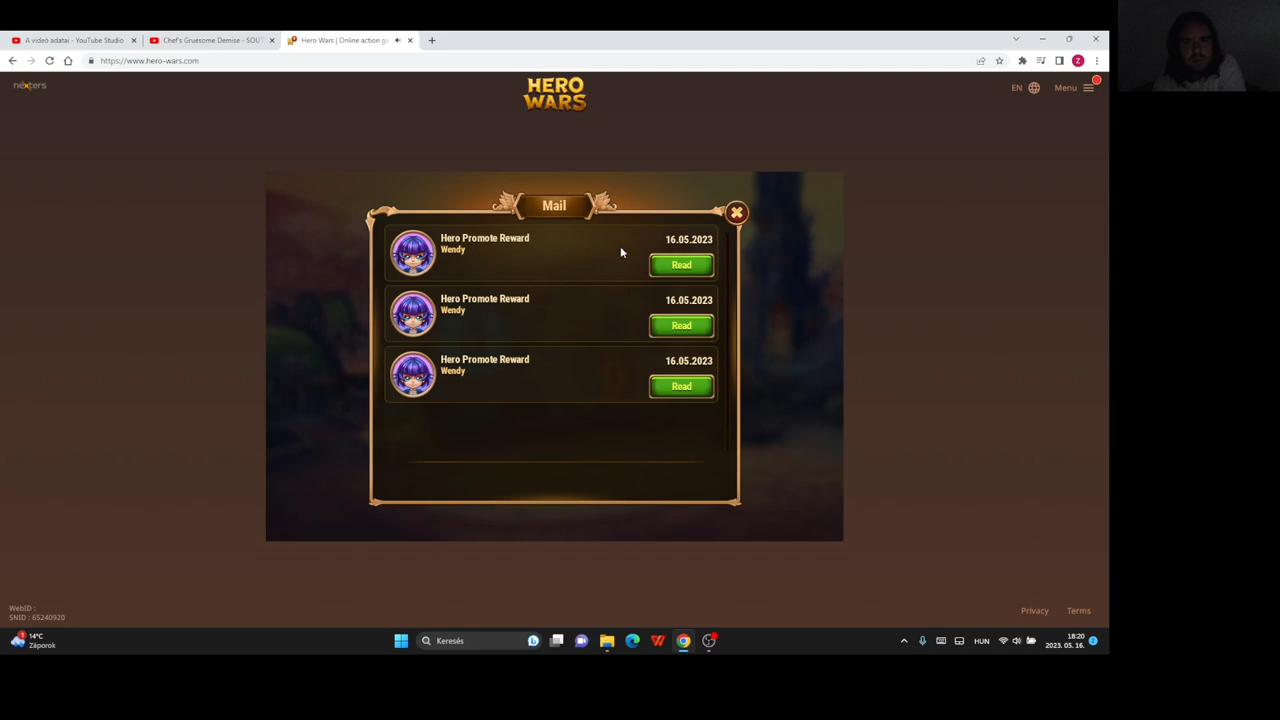 A videó adatai - YouTube Studio
Chef's Gruesome Demise - SOUT
Hero Wars | Online action ga
https://www.hero-wars.com
nexters
HERO
WARS
EN
Menu
Mail
Hero Promote Reward
Wendy
16.05.2023
Read
Hero Promote Reward
Wendy
16.05.2023
Read
Hero Promote Reward
Wendy
16.05.2023
Read
WebID :
SNID : 65240920
Privacy
Terms
14°C
Záporok
Keresés
HUN
18:20
2023. 05. 16.